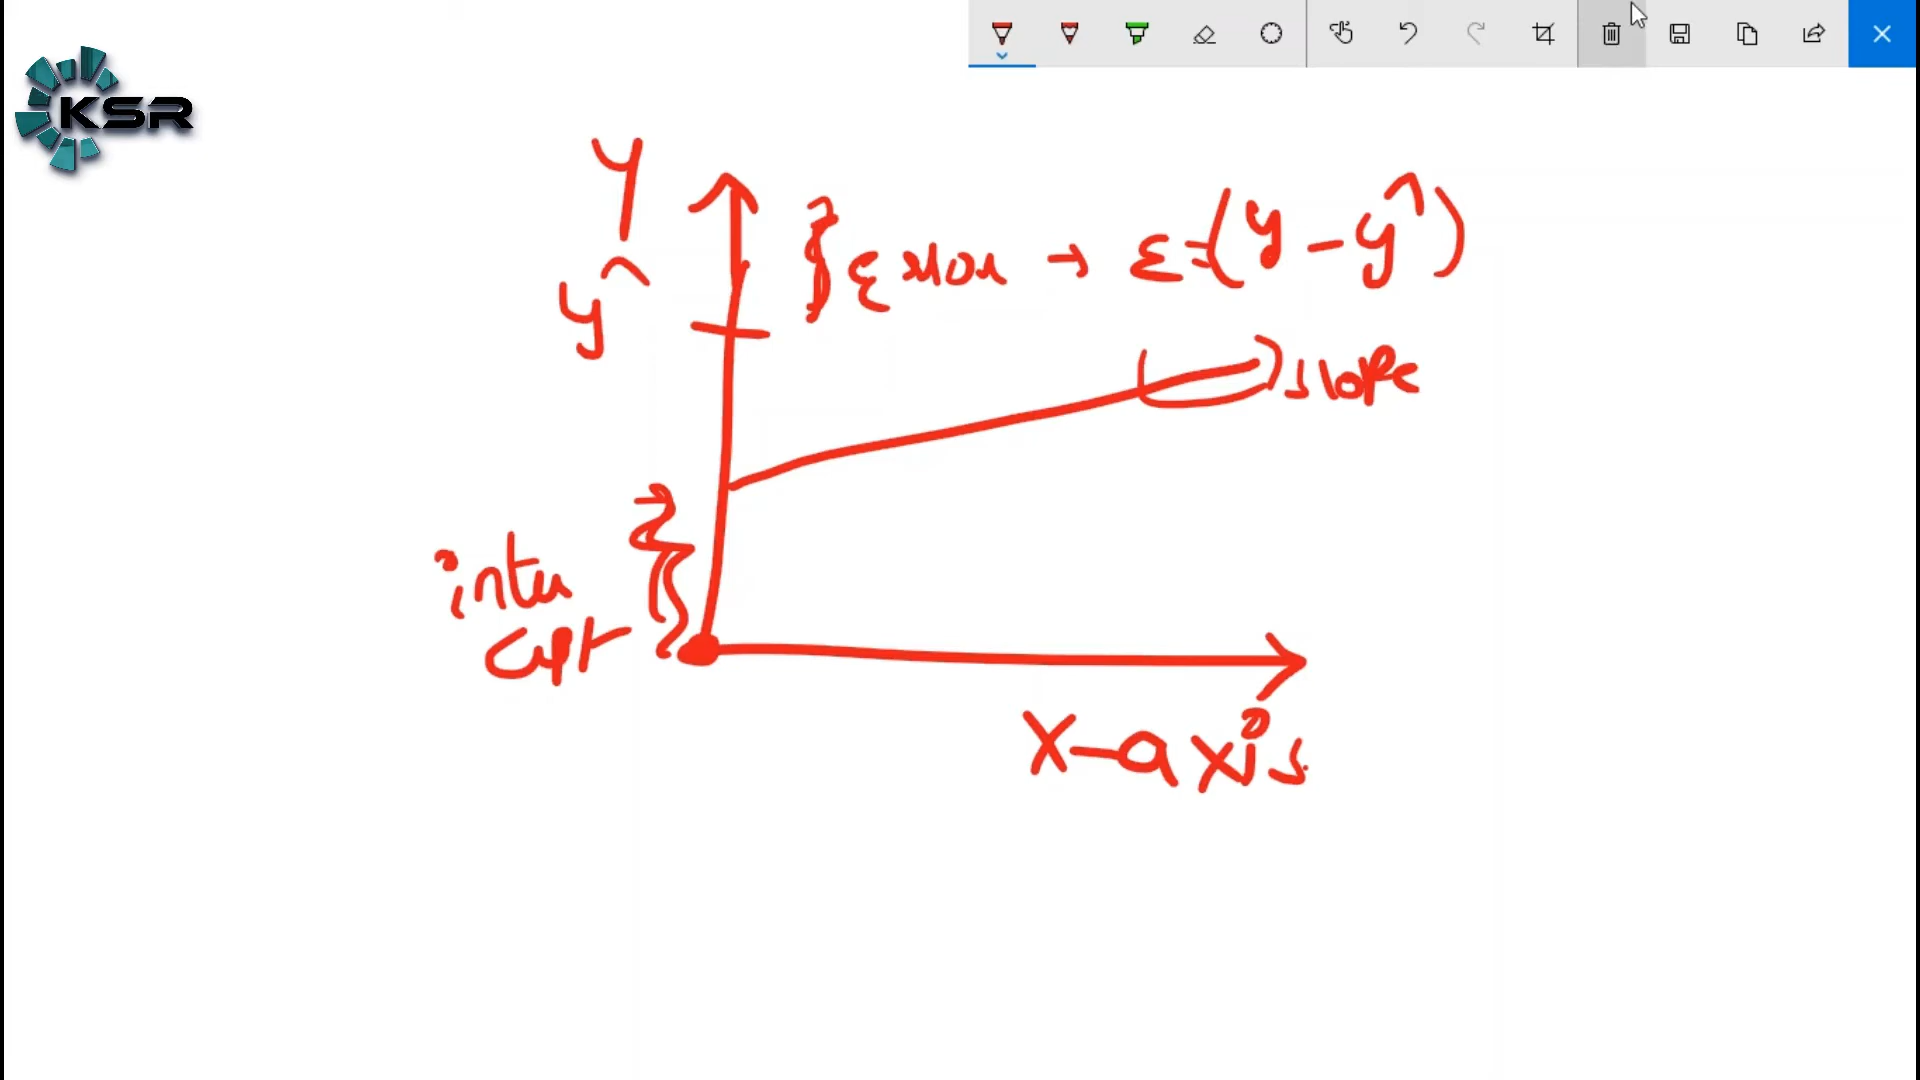 KSR
y
y^
Error → ε=(y-y^)
slope
inter
cept
X-axis